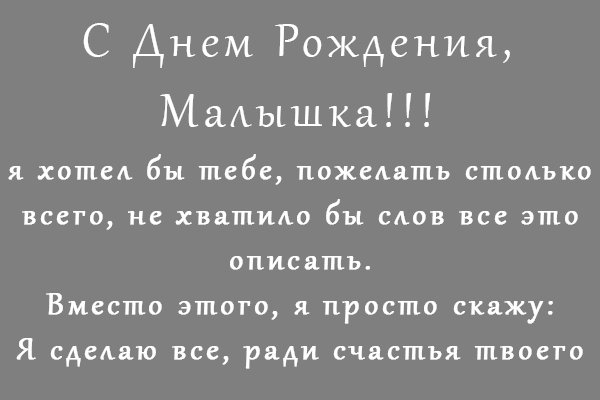 С Днем Рождения,
Малышка!!!
я хотел бы тебе, пожелать столько
всего, не хватило бы слов все это
описать.
Вместо этого, я просто скажу:
Я сделаю все, ради счастья твоего